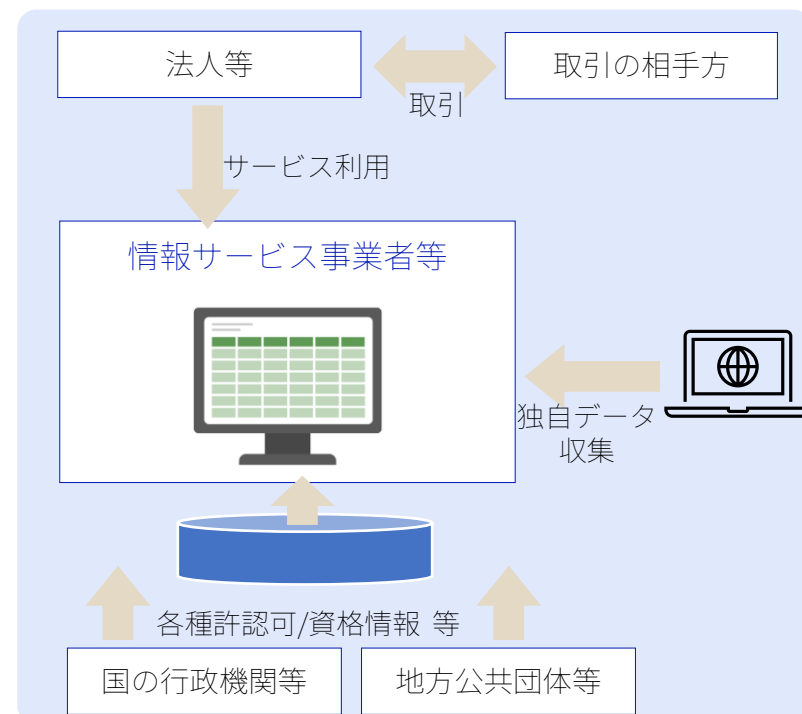 法人等
取引の相手方
取引
サービス利用
情報サービス事業者等
独自データ
収集
各種許認可/資格情報 等
国の行政機関等
地方公共団体等